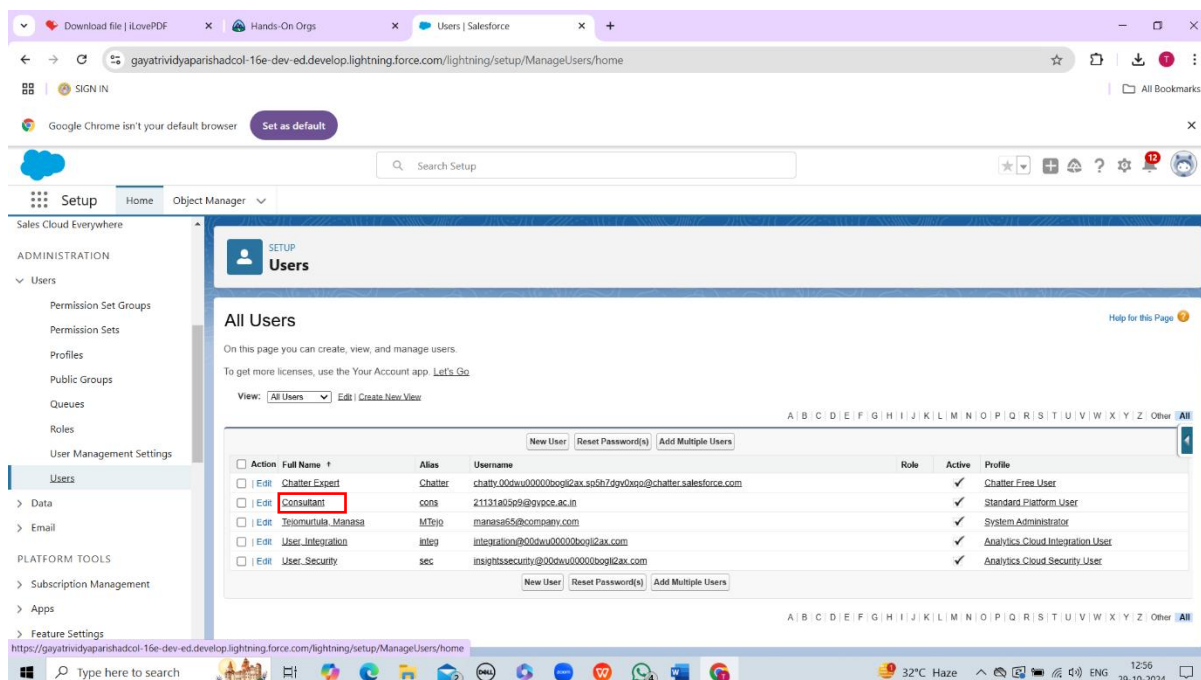 Download file | iLovePDF
Hands-On Orgs
Users | Salesforce
gayatrividyaparishadcol-16e-dev-ed.develop.lightning.force.com/lightning/setup/ManageUsers/home
T
SIGN IN
All Bookmarks
Google Chrome isn't your default browser Set as default
Search Setup
12
Setup Home Object Manager
Sales Cloud Everywhere
ADMINISTRATION
Users
Permission Set Groups
Permission Sets
Profiles
Public Groups
Queues
Roles
User Management Settings
Users
Data
Email
PLATFORM TOOLS
Subscription Management
Apps
Feature Settings
SETUP
Users
All Users
Help for this Page
On this page you can create, view, and manage users.
To get more licenses, use the Your Account app. Let's Go
View: All Users Edit | Create New View
A | B | C | D | E | F | G | H | I | J | K | L | M | N | O | P | Q | R | S | T | U | V | W | X | Y | Z | Other All
New User Reset Password(s) Add Multiple Users
Action Full Name ↑ Alias Username Role Active Profile
| Edit Chatter Expert Chatter chatty.00dwu00000bogli2ax.sp5h7dgv0xqo@chatter.salesforce.com ✓ Chatter Free User
| Edit Consultant cons 21131a05p9@gvpce.ac.in ✓ Standard Platform User
| Edit Tejomurtula, Manasa MTejo manasa65@company.com ✓ System Administrator
| Edit User, Integration integ integration@00dwu00000bogli2ax.com ✓ Analytics Cloud Integration User
| Edit User, Security sec insightssecurity@00dwu00000bogli2ax.com ✓ Analytics Cloud Security User
New User Reset Password(s) Add Multiple Users
A | B | C | D | E | F | G | H | I | J | K | L | M | N | O | P | Q | R | S | T | U | V | W | X | Y | Z | Other All
https://gayatrividyaparishadcol-16e-dev-ed.develop.lightning.force.com/lightning/setup/ManageUsers/home
Type here to search
32°C Haze
ENG
12:56
29-10-2024